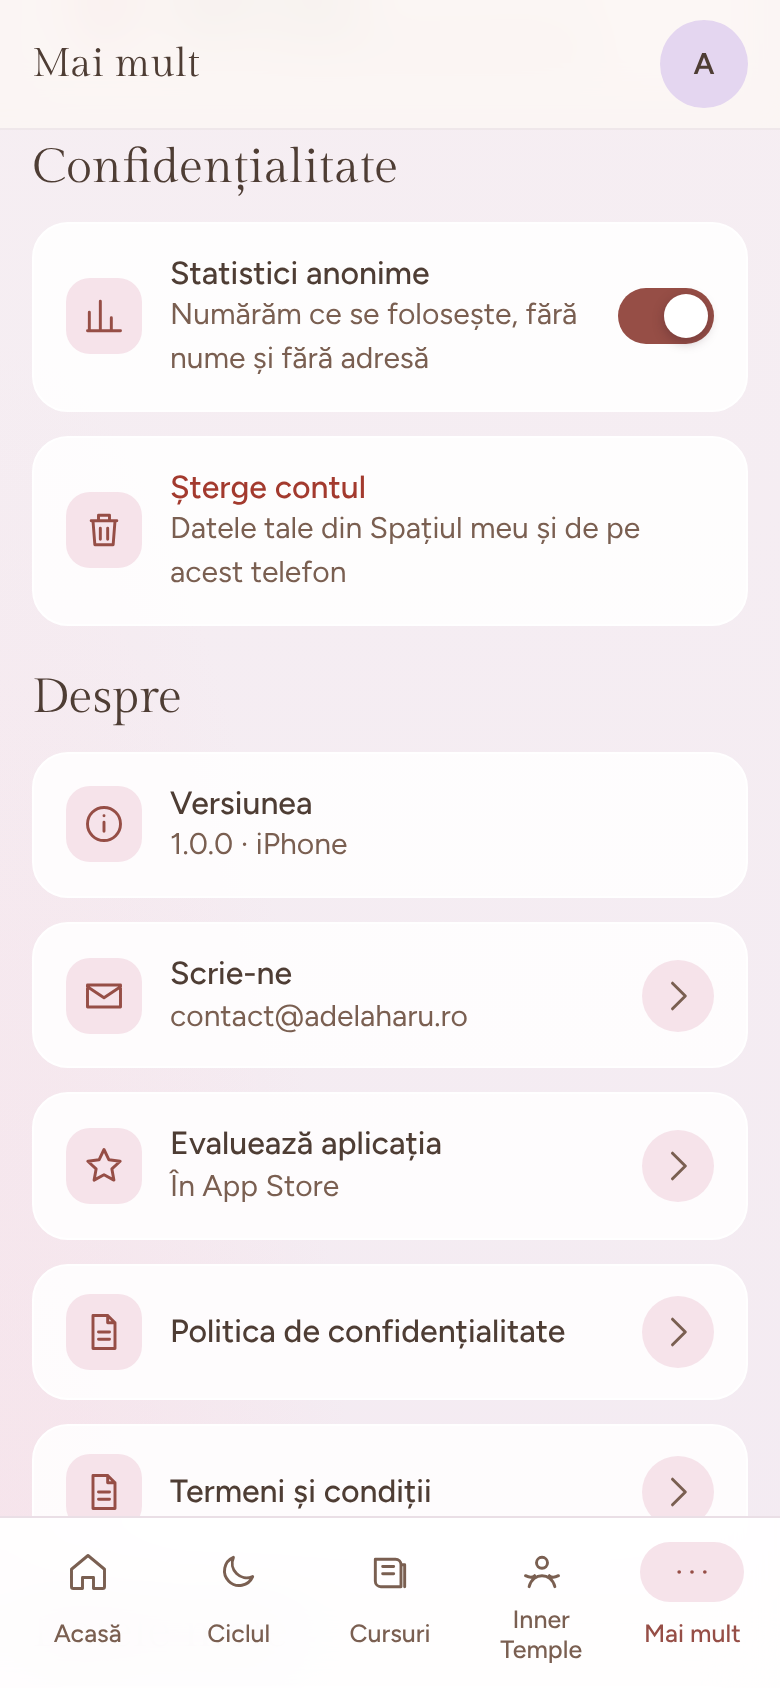 Mai mult
A
Confidențialitate
Statistici anonime
Numărăm ce se folosește, fără
nume și fără adresă
Șterge contul
Datele tale din Spațiul meu și de pe
acest telefon
Despre
Versiunea
1.0.0 · iPhone
Scrie-ne
contact@adelaharu.ro
Evaluează aplicația
În App Store
Politica de confidențialitate
Termeni și condiții
Acasă
Ciclul
Cursuri
Inner
Temple
Mai mult